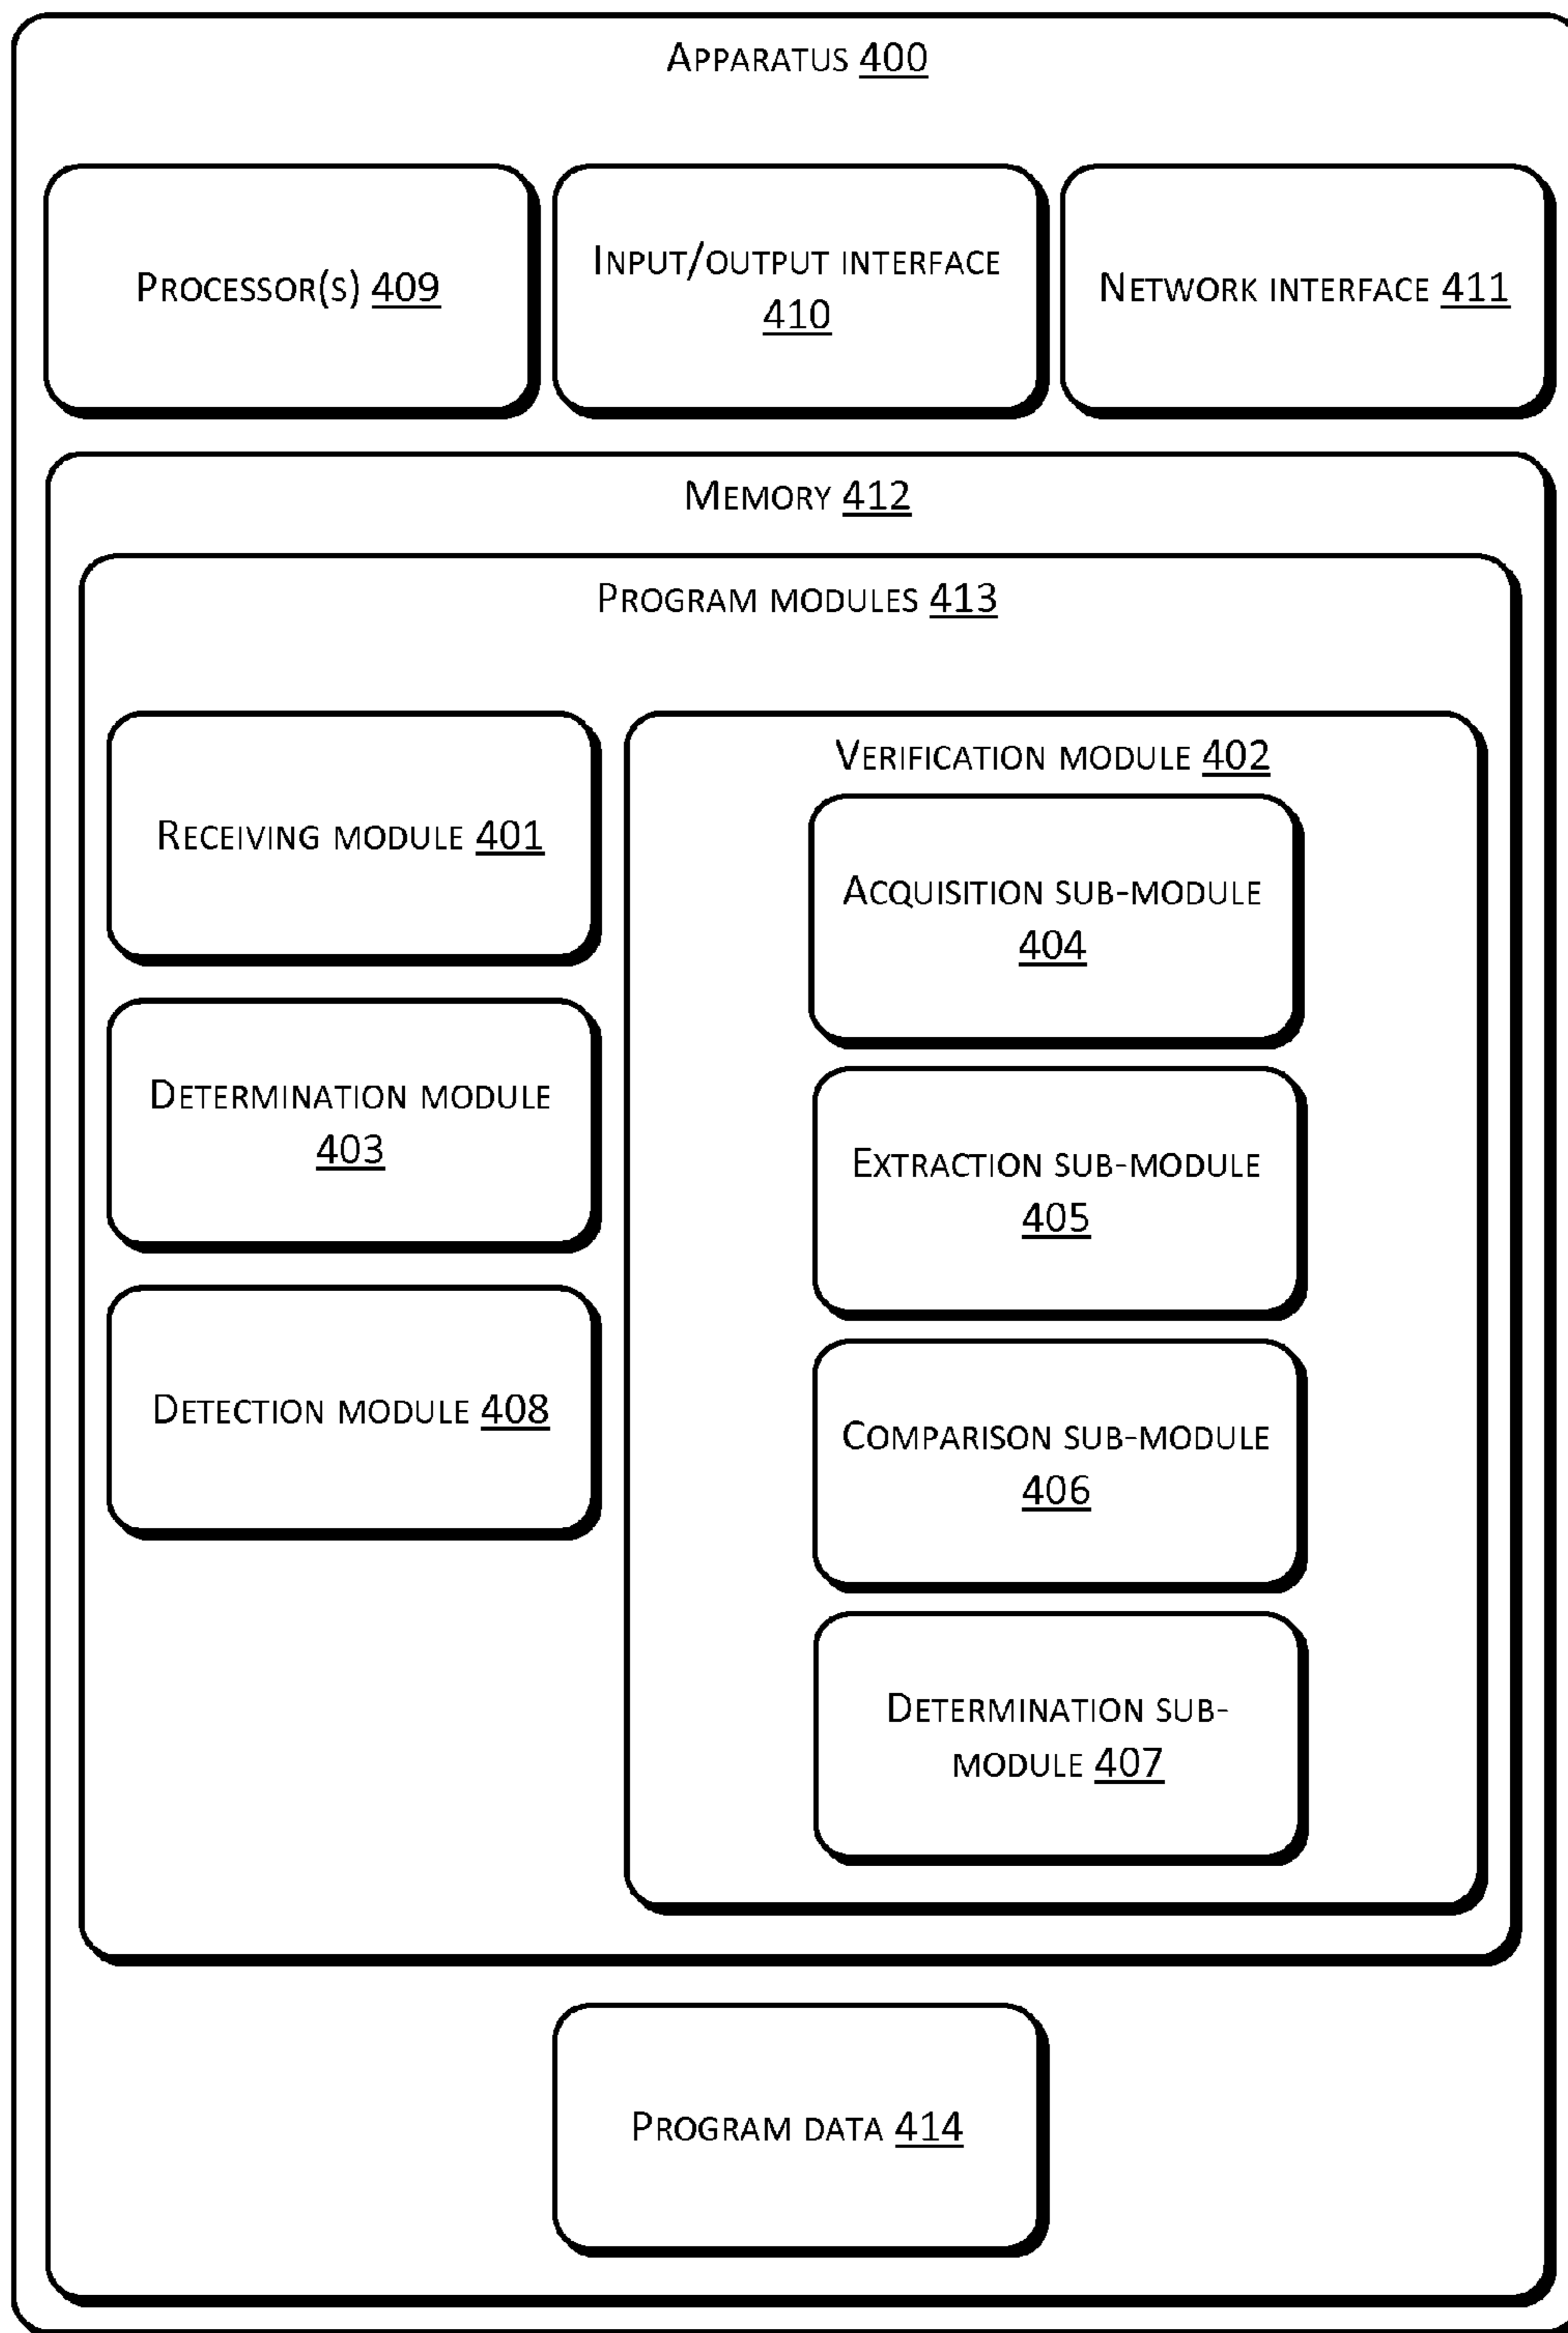 Apparatus 400
Processor(s) 409
Input/output interface
410
Network interface 411
Memory 412
Program modules 413
Receiving module 401
Determination module
403
Detection module 408
Verification module 402
Acquisition sub-module
404
Extraction sub-module
405
Comparison sub-module
406
Determination sub-
module 407
Program data 414